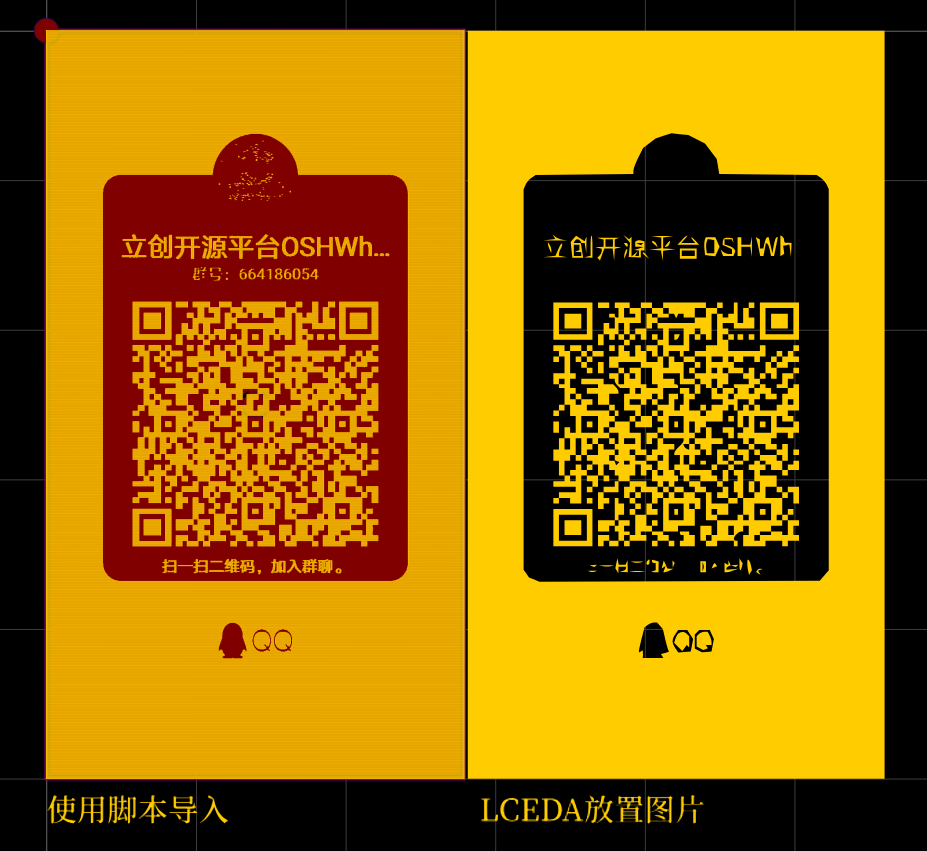 立创开源平台OSHWh...
群号：664186054
扫一扫二维码，加入群聊。
QQ
使用脚本导入
立创开源平台OSHWh
QQ
LCEDA放置图片